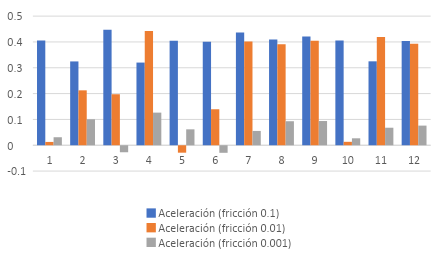 0.5
0.4
0.3
0.2
0.1
0
-0.1
1 2 3 4 5 6 7 8 9 10 11 12
Aceleración (fricción 0.1)
Aceleración (fricción 0.01)
Aceleración (fricción 0.001)